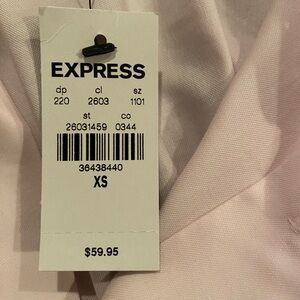 EXPRESS
dp cl sz
220 2603 1101
st co
26031459 0344
36438440
XS
$59.95